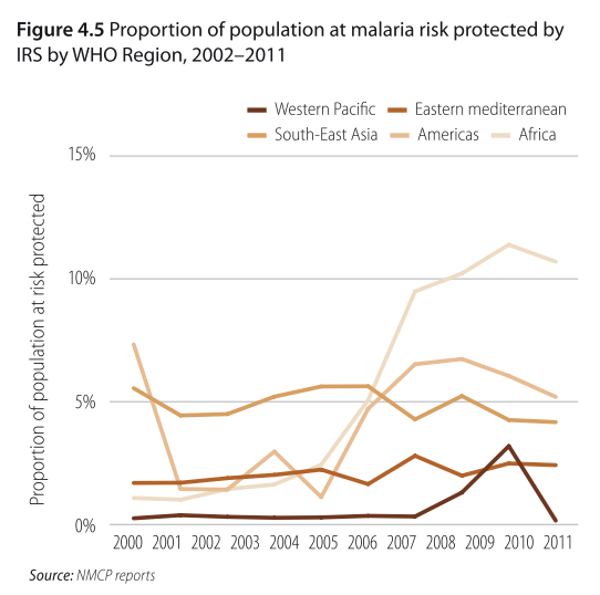 Figure 4.5 Proportion of population at malaria risk protected by
IRS by WHO Region, 2002–2011
Western Pacific Eastern mediterranean
South-East Asia Americas Africa
15%
10%
5%
0%
Proportion of population at risk protected
2000 2001 2002 2003 2004 2005 2006 2007 2008 2009 2010 2011
Source: NMCP reports